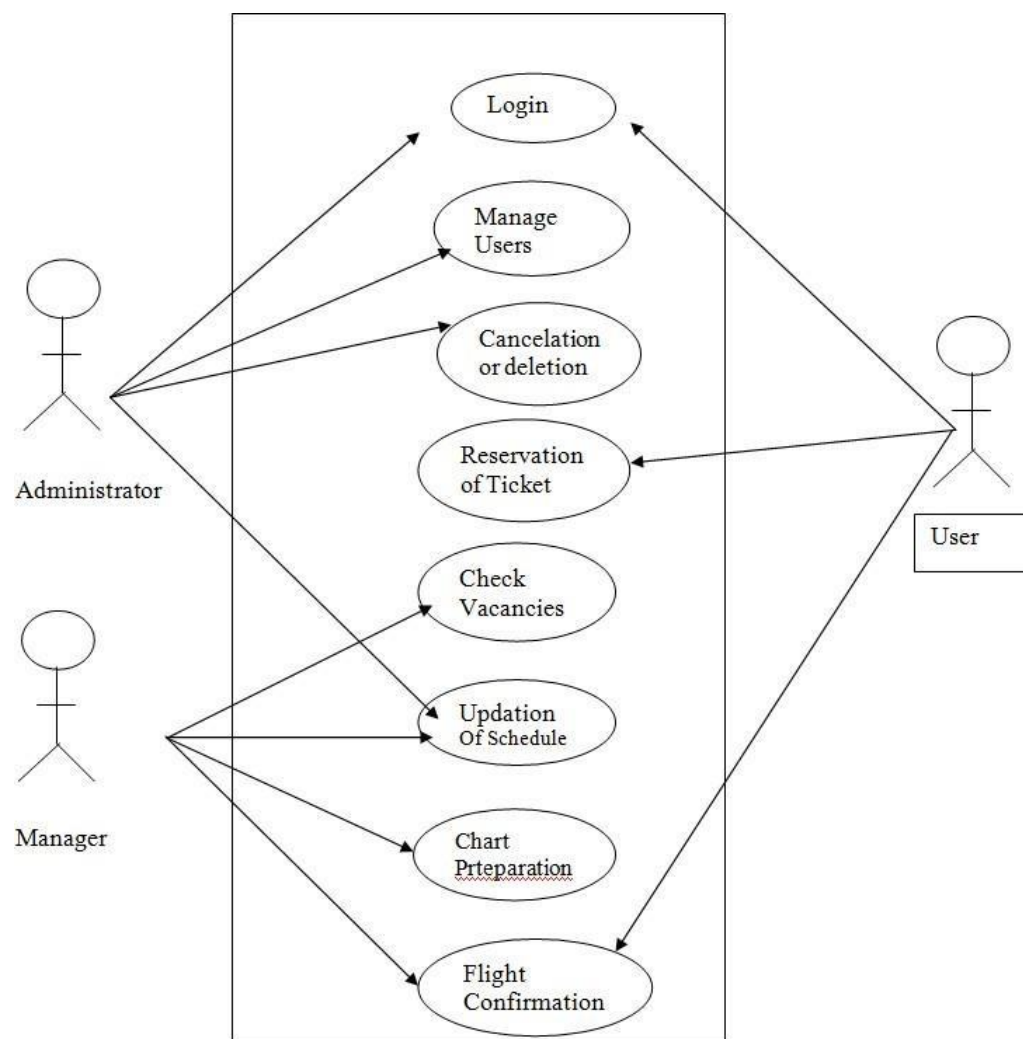 Login
Manage
Users
Cancelation
or deletion
Reservation
of Ticket
Administrator
User
Check
Vacancies
Updation
Of Schedule
Manager
Chart
Prteparation
Flight
Confirmation